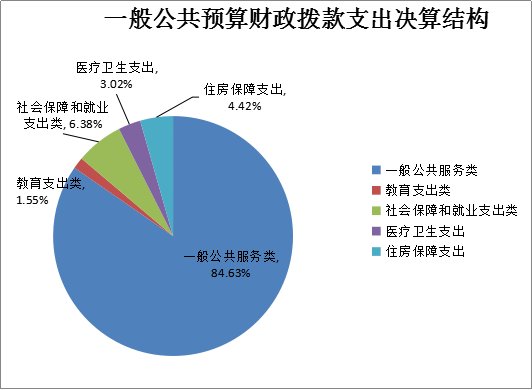 一般公共预算财政拨款支出决算结构
医疗卫生支出,
3.02%
住房保障支出,
4.42%
社会保障和就业
支出类, 6.38%
教育支出类,
1.55%
一般公共服务类,
84.63%
一般公共服务类
教育支出类
社会保障和就业支出类
医疗卫生支出
住房保障支出